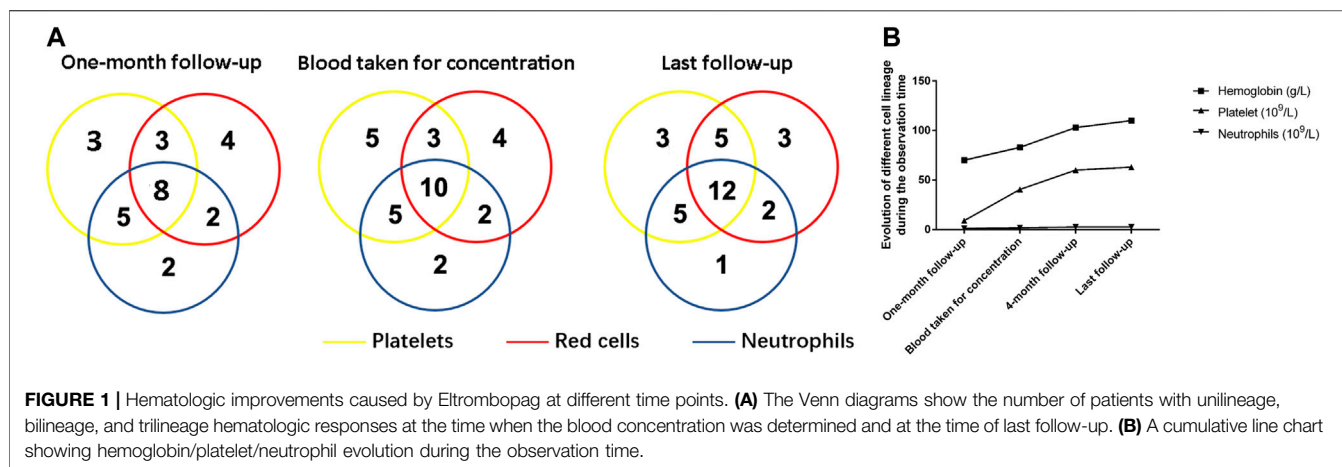 A
One-month follow-up
3
3
4
8
5
2
2
Blood taken for concentration
5
3
4
10
5
2
2
Last follow-up
3
5
3
12
5
2
1
Platelets
Red cells
Neutrophils
B
Evolution of different cell lineage
during the observation time
150
100
50
0
One-month follow-up
Blood taken for concentration
4-month follow-up
Last follow-up
Hemoglobin (g/L)
Platelet (10⁹/L)
Neutrophils (10⁹/L)
FIGURE 1 | Hematologic improvements caused by Eltrombopag at different time points. (A) The Venn diagrams show the number of patients with unilineage,
bilineage, and trilineage hematologic responses at the time when the blood concentration was determined and at the time of last follow-up. (B) A cumulative line chart
showing hemoglobin/platelet/neutrophil evolution during the observation time.